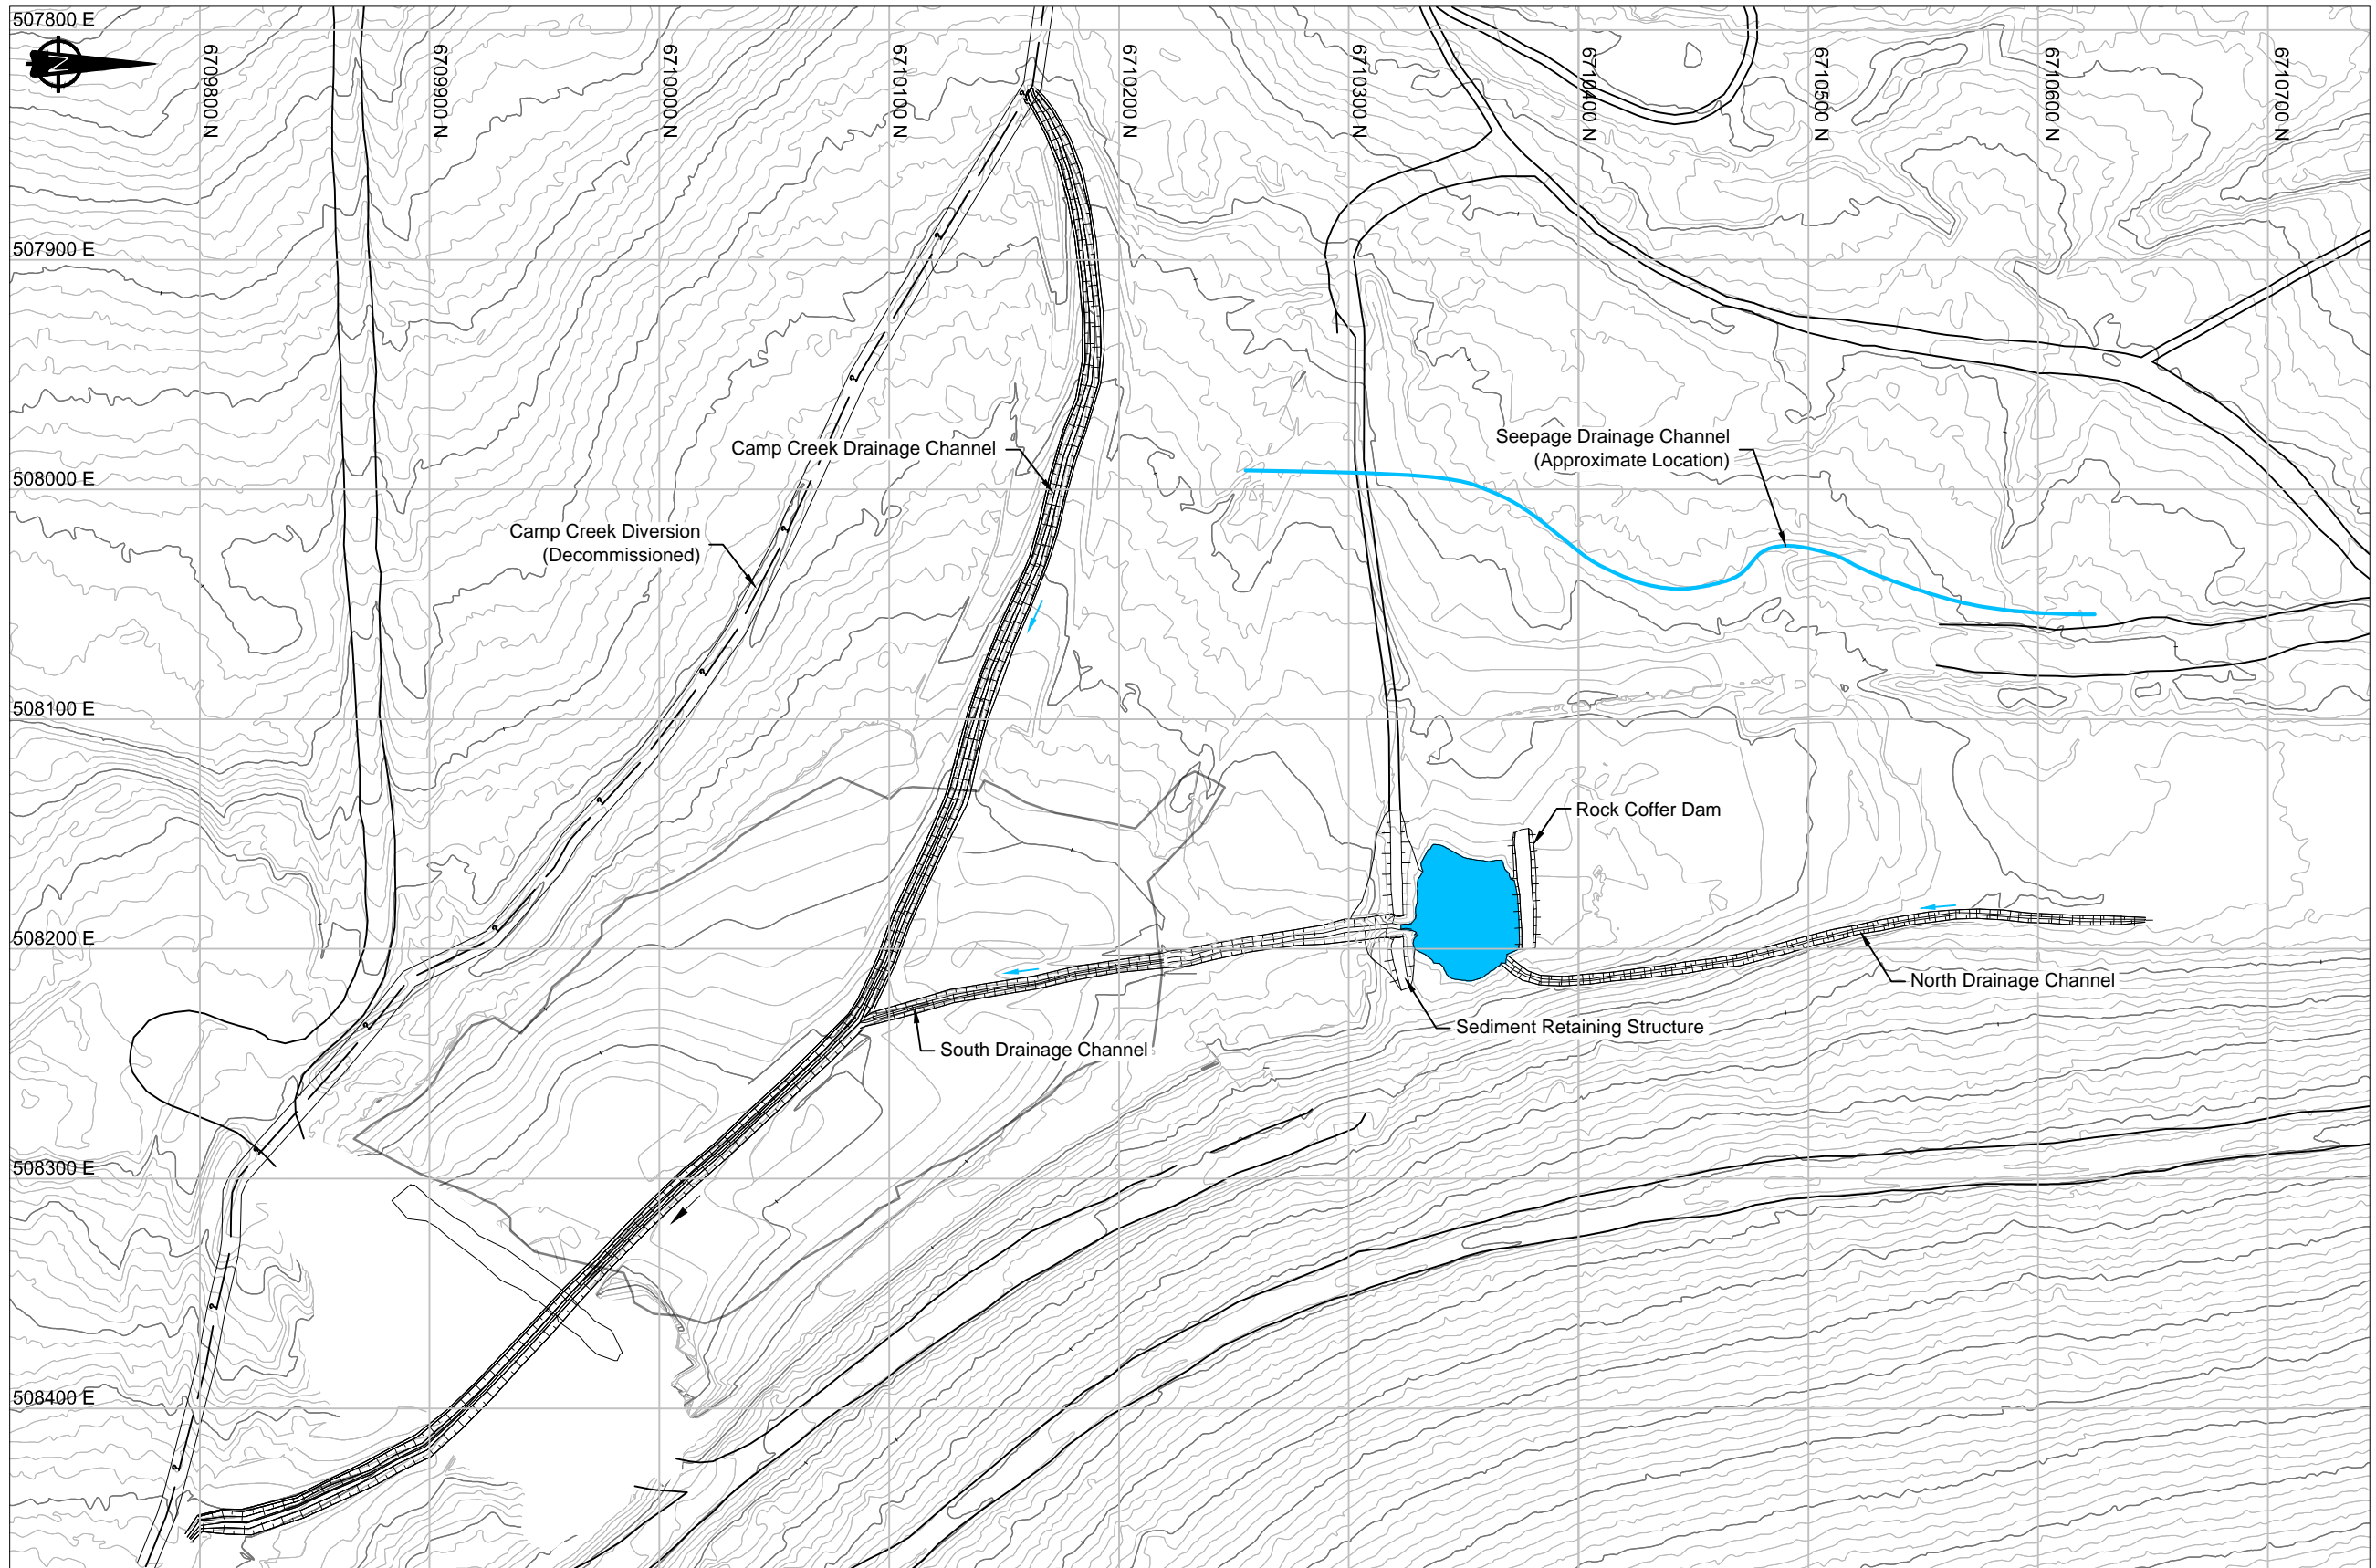 507800 E
N
6709800 N
6709900 N
6710000 N
6710100 N
6710200 N
6710300 N
6710400 N
6710500 N
6710600 N
6710700 N
507900 E
Camp Creek Drainage Channel
Seepage Drainage Channel
(Approximate Location)
508000 E
Camp Creek Diversion
(Decommissioned)
508100 E
Rock Coffer Dam
508200 E
North Drainage Channel
Sediment Retaining Structure
South Drainage Channel
508300 E
508400 E